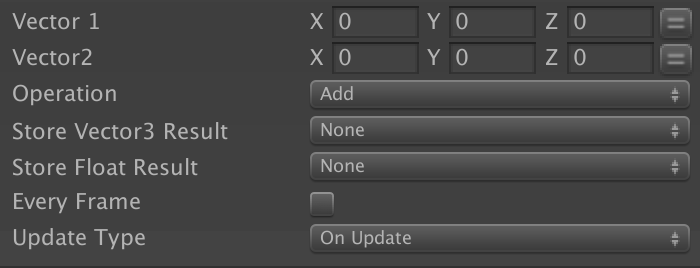 Vector 1 X 0 Y 0 Z 0 =
Vector2 X 0 Y 0 Z 0 =
Operation Add
Store Vector3 Result None
Store Float Result None
Every Frame
Update Type On Update